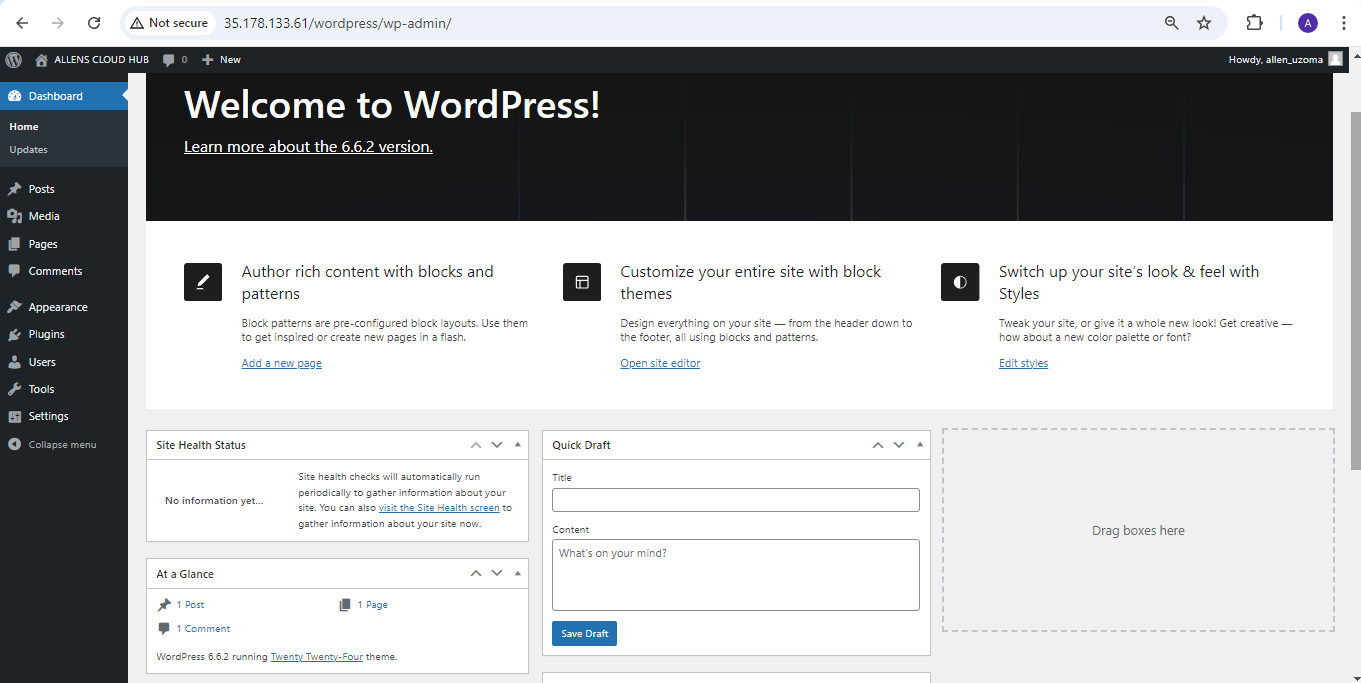 Not secure
35.178.133.61/wordpress/wp-admin/
A
ALLENS CLOUD HUB
0
New
Howdy, allen_uzoma
Dashboard
Home
Updates
Posts
Media
Pages
Comments
Appearance
Plugins
Users
Tools
Settings
Collapse menu
Welcome to WordPress!
Learn more about the 6.6.2 version.
Author rich content with blocks and
patterns
Block patterns are pre-configured block layouts. Use them
to get inspired or create new pages in a flash.
Add a new page
Customize your entire site with block
themes
Design everything on your site — from the header down to
the footer, all using blocks and patterns.
Open site editor
Switch up your site’s look & feel with
Styles
Tweak your site, or give it a whole new look! Get creative —
how about a new color palette or font?
Edit styles
Site Health Status
No information yet…
Site health checks will automatically run
periodically to gather information about your
site. You can also visit the Site Health screen to
gather information about your site now.
At a Glance
1 Post
1 Page
1 Comment
WordPress 6.6.2 running Twenty Twenty-Four theme.
Quick Draft
Title
Content
What’s on your mind?
Save Draft
Drag boxes here